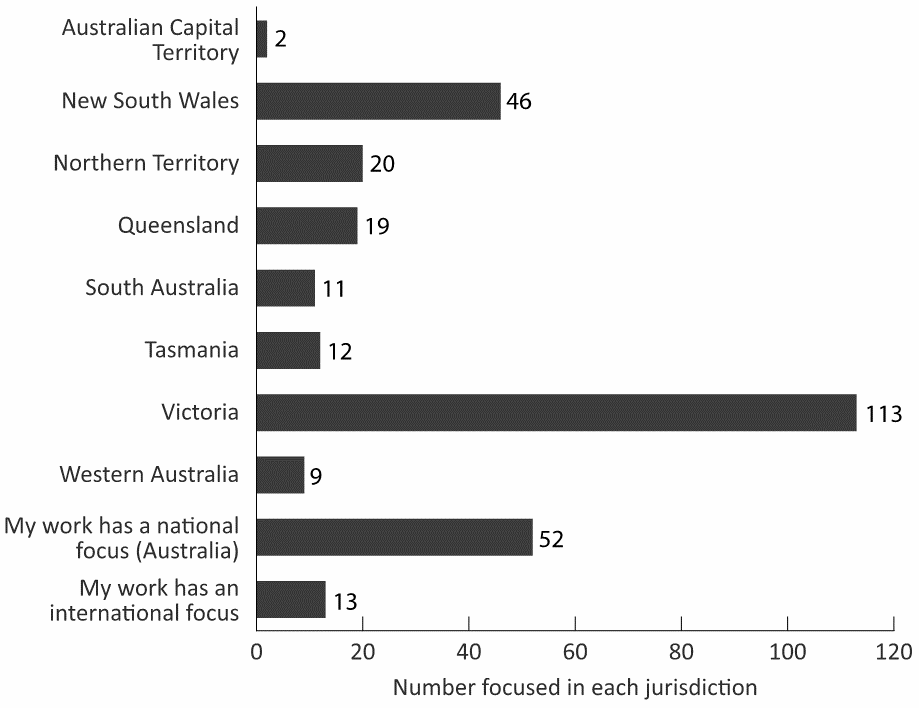 Australian Capital
Territory
2
New South Wales
46
Northern Territory
20
Queensland
19
South Australia
11
Tasmania
12
Victoria
113
Western Australia
9
My work has a national
focus (Australia)
52
My work has an
international focus
13
0 20 40 60 80 100 120
Number focused in each jurisdiction